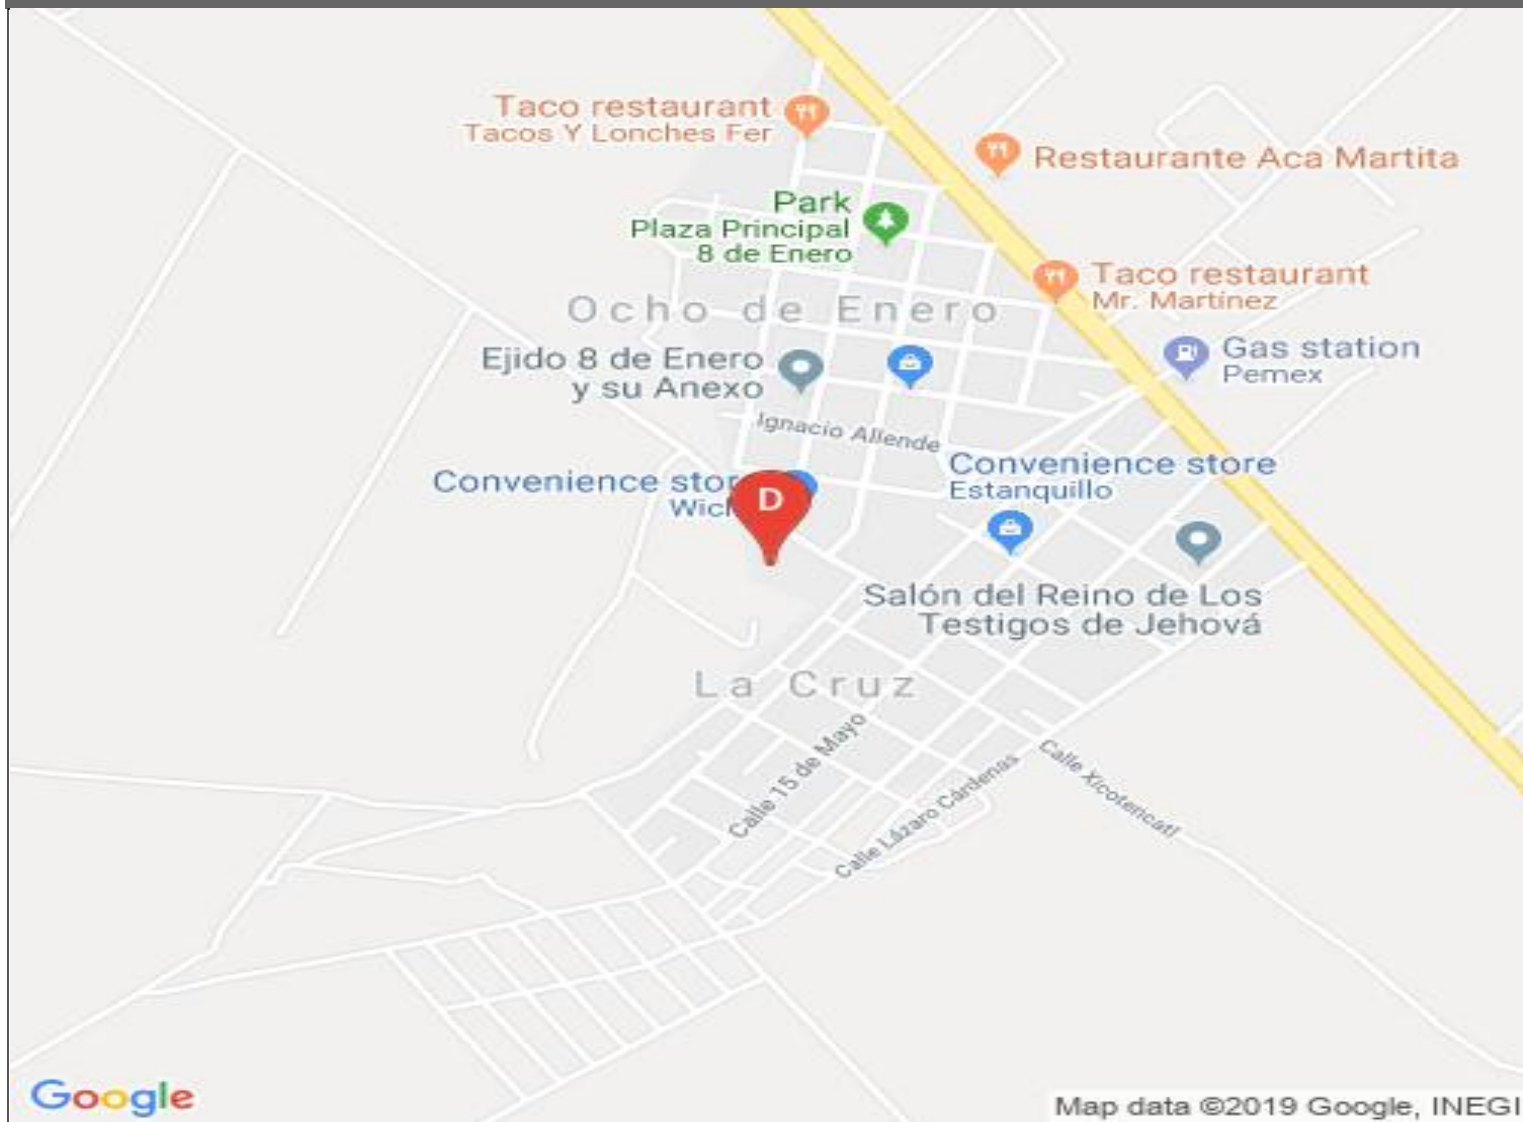 Taco restaurant
Tacos Y Lonches Fer
Restaurante Aca Martita
Park
Plaza Principal
8 de Enero
Taco restaurant
Mr. Martinez
Ocho de Enero
Gas station
Pemex
Ejido 8 de Enero
y su Anexo
Ignacio Allende
Convenience store
Estanquillo
Convenience
D
Salón del Reino de Los
Testigos de Jehová
La Cruz
Calle 15 de Mayo
Calle Lázaro Cárdenas
Calle Xicoténcatl
Google
Map data ©2019 Google, INEGI